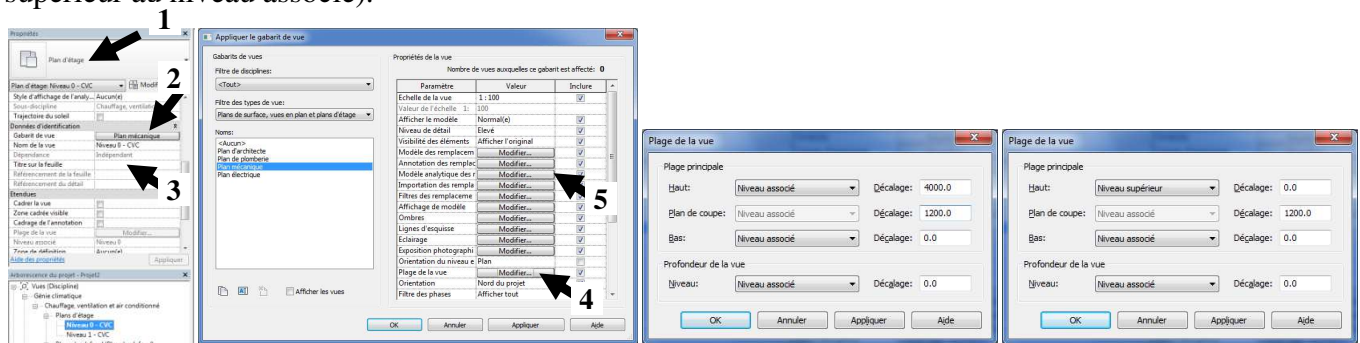 supérieur au niveau associé).
1
2
3
Propriétés
Plan d'étage
Plan d'étage: Niveau 0 - CVC
Modif
Style d'affichage de l'analy... Aucun(e)
Sous-discipline Chauffage, ventilati
Trajectoire du soleil
Données d'identification
Gabarit de vue Plan mécanique
Nom de la vue Niveau 0 - CVC
Dépendance Indépendant
Titre sur la feuille
Référencement de la feuille
Référencement du détail
Etendues
Cadrer la vue
Zone cadrée visible
Cadrage de l'annotation
Plage de la vue Modifier...
Niveau associé Niveau 0
Zone de définition Aucun(e)
Aide des propriétés Appliquer
Arborescence du projet - Projet2
Vues (Discipline)
Génie climatique
Chauffage, ventilation et air conditionné
Plans d'étage
Niveau 0 - CVC
Niveau 1 - CVC
Appliquer le gabarit de vue
Gabarits de vues
Filtre de disciplines:
<Tout>
Filtre des types de vue:
Plans de surface, vues en plan et plans d'étage
Noms:
<Aucun>
Plan d'architecte
Plan de plomberie
Plan mécanique
Plan électrique
Afficher les vues
Propriétés de la vue
Nombre de vues auxquelles ce gabarit est affecté: 0
Paramètre Valeur Inclure
Echelle de la vue 1 : 100
Valeur de l'échelle 1: 100
Afficher le modèle Normal(e)
Niveau de détail Elevé
Visibilité des éléments Afficher l'original
Modèle des remplacem Modifier...
Annotation des remplac Modifier...
Modèle analytique des r Modifier...
Importation des rempla Modifier...
Filtres des remplaceme Modifier...
Affichage de modèle Modifier...
Ombres Modifier...
Lignes d'esquisse Modifier...
Eclairage Modifier...
Exposition photographi Modifier...
Orientation du niveau e Plan
Plage de la vue Modifier...
Orientation Nord du projet
Filtre des phases Afficher tout
5
4
OK Annuler Appliquer Aide
Plage de la vue
Plage principale
Haut: Niveau associé Décalage: 4000.0
Plan de coupe: Niveau associé Décalage: 1200.0
Bas: Niveau associé Décalage: 0.0
Profondeur de la vue
Niveau: Niveau associé Décalage: 0.0
OK Annuler Appliquer Aide
Plage de la vue
Plage principale
Haut: Niveau supérieur Décalage: 0.0
Plan de coupe: Niveau associé Décalage: 1200.0
Bas: Niveau associé Décalage: 0.0
Profondeur de la vue
Niveau: Niveau associé Décalage: 0.0
OK Annuler Appliquer Aide